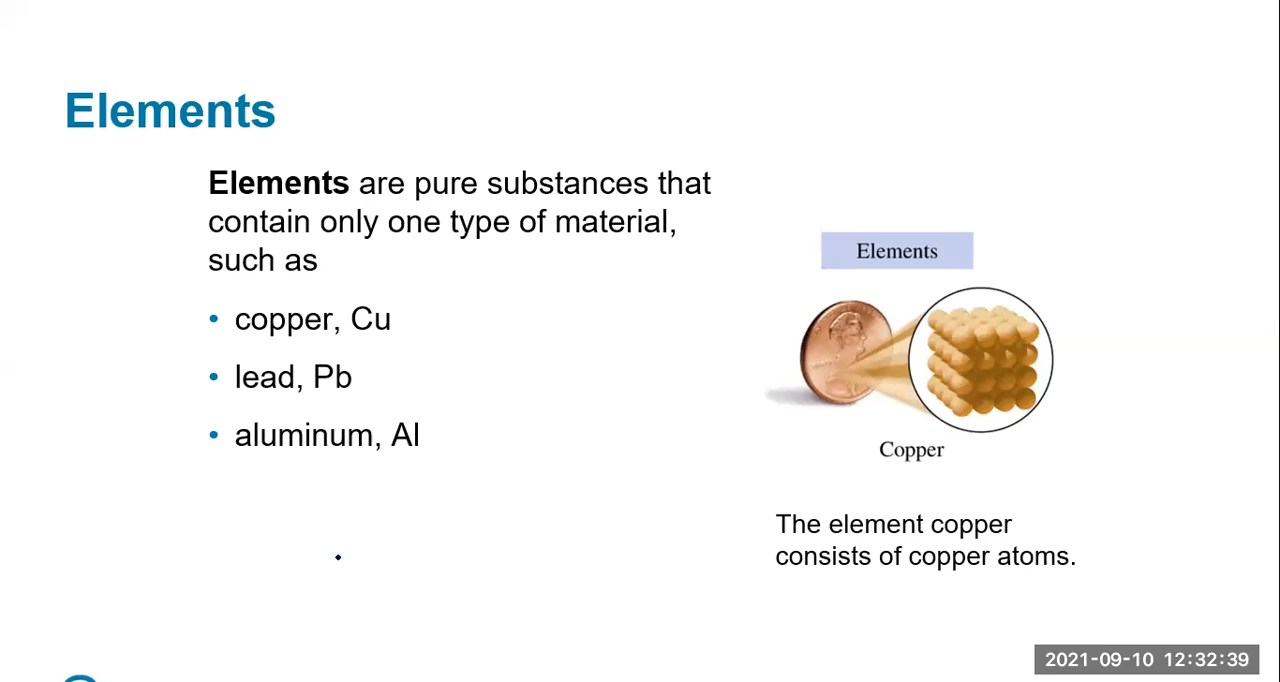 Elements
Elements are pure substances that
contain only one type of material,
such as
• copper, Cu
• lead, Pb
• aluminum, Al
Elements
Copper
The element copper
consists of copper atoms.
2021-09-10 12:32:39